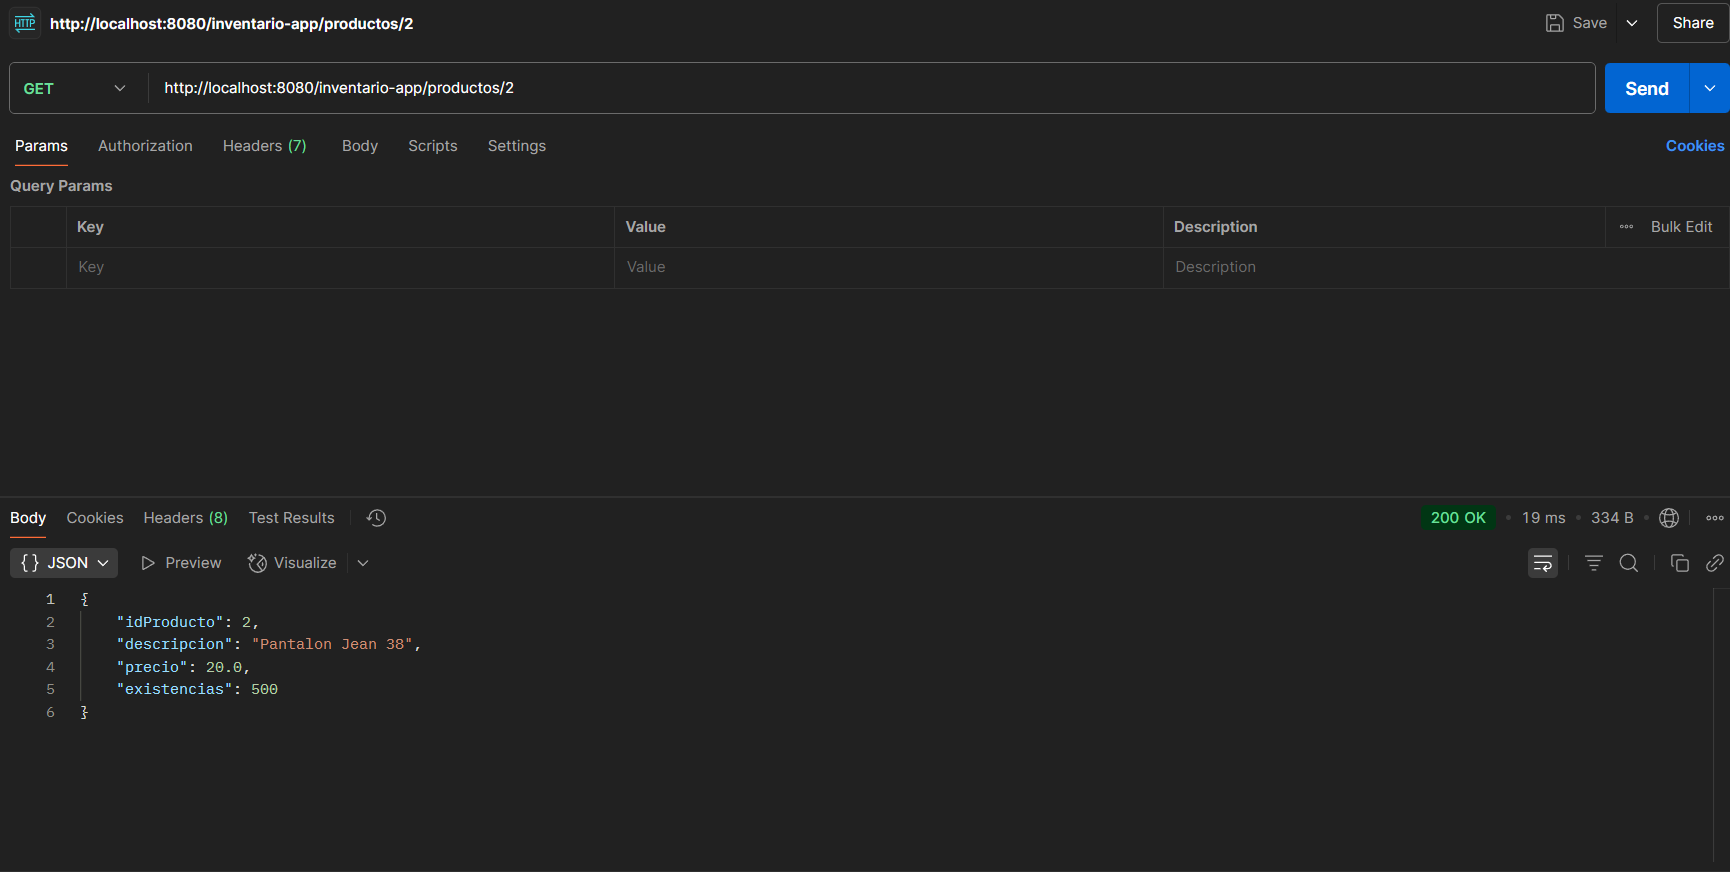 HTTP http://localhost:8080/inventario-app/productos/2 Save Share
GET http://localhost:8080/inventario-app/productos/2 Send
Params Authorization Headers (7) Body Scripts Settings Cookies
Query Params
Key Value Description Bulk Edit
Key Value Description
Body Cookies Headers (8) Test Results 200 OK • 19 ms • 334 B •
{} JSON Preview Visualize
1 {
2 "idProducto": 2,
3 "descripcion": "Pantalon Jean 38",
4 "precio": 20.0,
5 "existencias": 500
6 }